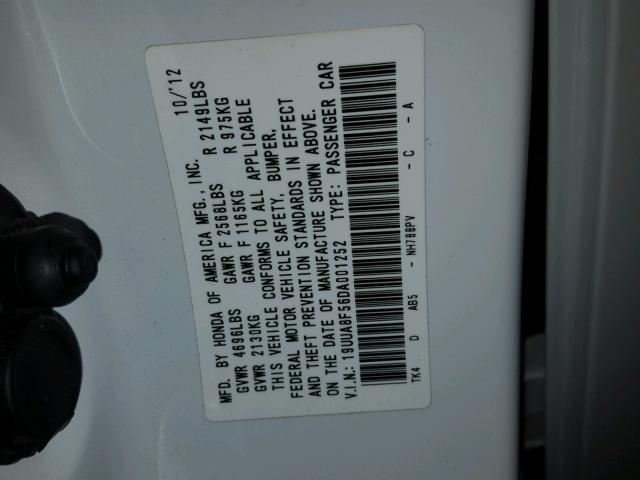 MFD. BY HONDA OF AMERICA MFG., INC. 10/'12
GVWR 4696LBS GAWR F 2568LBS R 2149LBS
GVWR 2130KG GAWR F 1165KG R 975KG
THIS VEHICLE CONFORMS TO ALL APPLICABLE
FEDERAL MOTOR VEHICLE SAFETY, BUMPER,
AND THEFT PREVENTION STANDARDS IN EFFECT
ON THE DATE OF MANUFACTURE SHOWN ABOVE.
V.I.N.: 19UUA8F56DA001252 TYPE: PASSENGER CAR
TK4 D AB5 - NH788PV - C - A